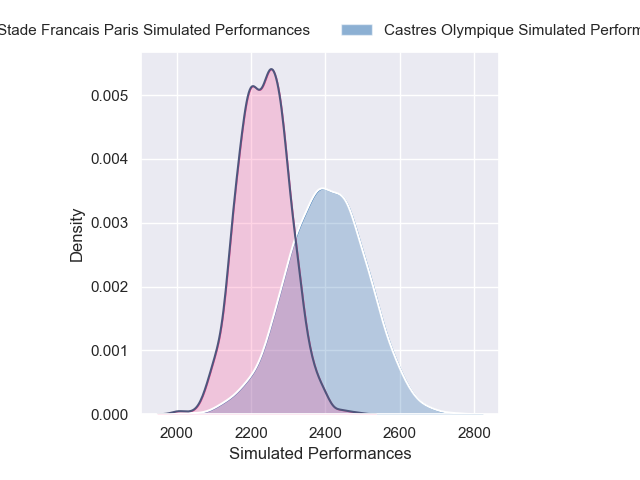 Stade Francais Paris Simulated Performances
Castres Olympique Simulated
0.005
0.004
0.003
0.002
0.001
0.000
Density
2000 2200 2400 2600 2800
Simulated Performances